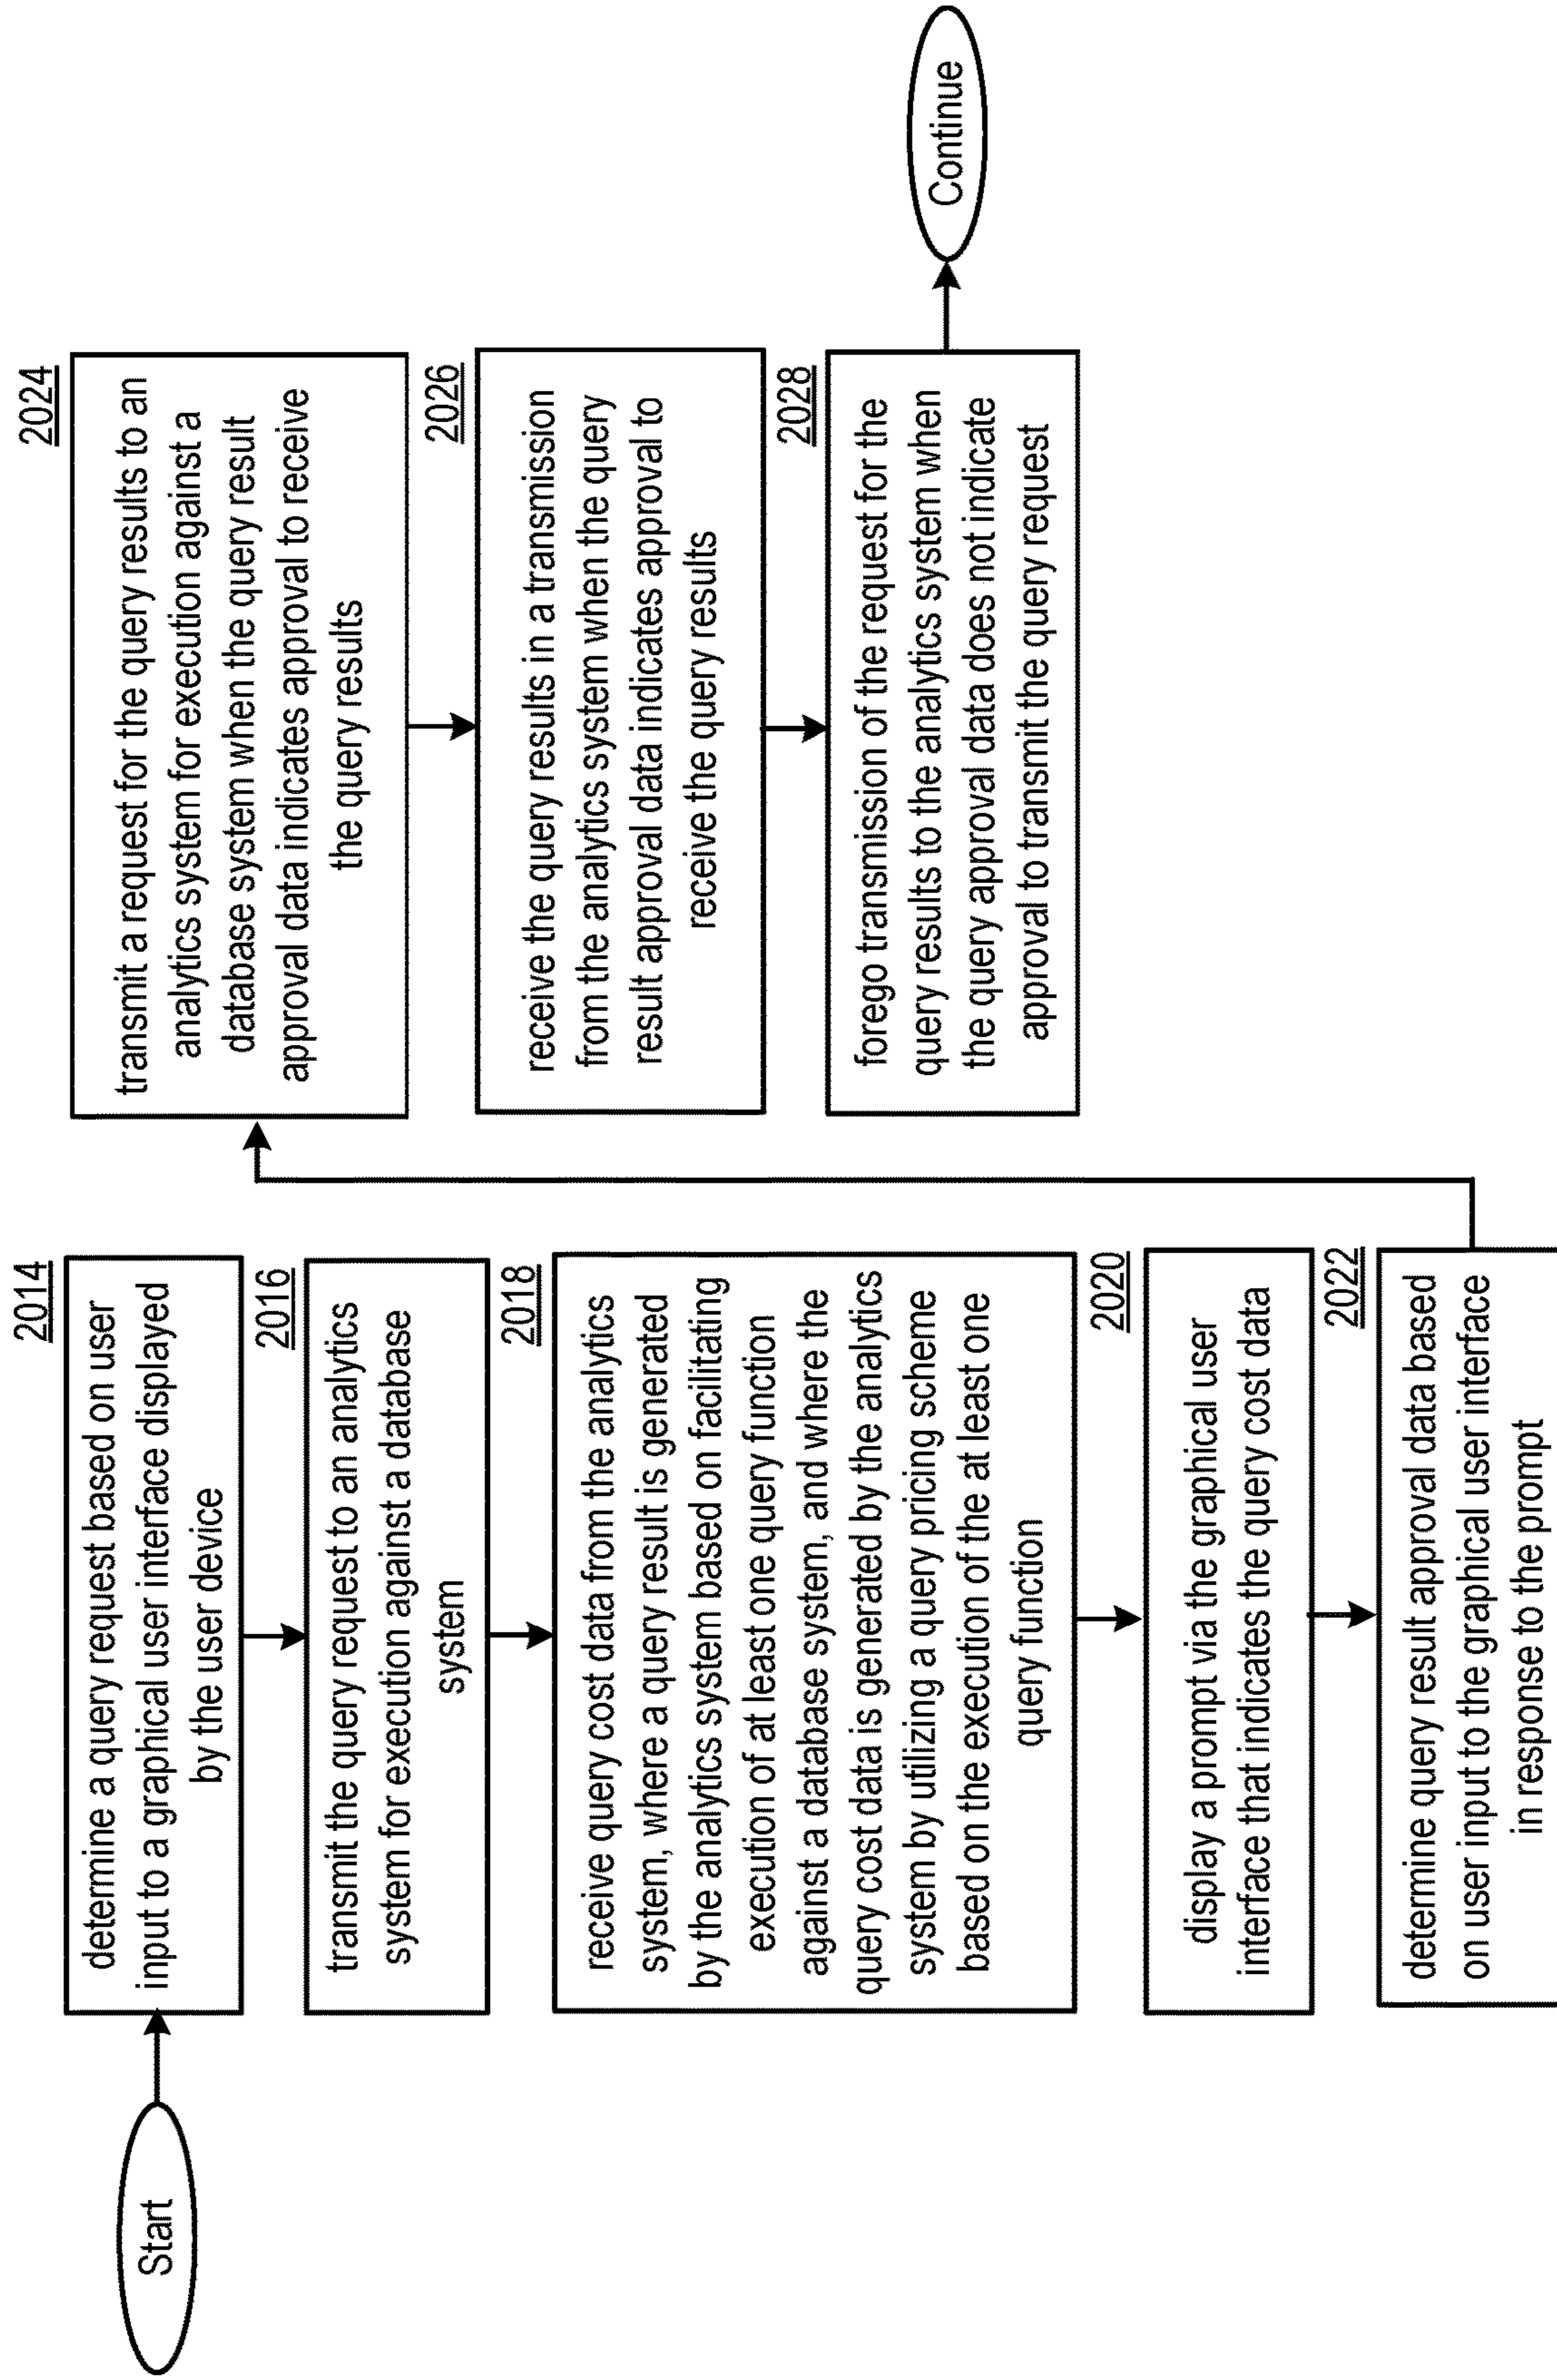 Start
2014
determine a query request based on user
input to a graphical user interface displayed
by the user device
2016
transmit the query request to an analytics
system for execution against a database
system
2018
receive query cost data from the analytics
system, where a query result is generated
by the analytics system based on facilitating
execution of at least one query function
against a database system, and where the
query cost data is generated by the analytics
system by utilizing a query pricing scheme
based on the execution of the at least one
query function
2020
display a prompt via the graphical user
interface that indicates the query cost data
2022
determine query result approval data based
on user input to the graphical user interface
in response to the prompt
2024
transmit a request for the query results to an
analytics system for execution against a
database system when the query result
approval data indicates approval to receive
the query results
2026
receive the query results in a transmission
from the analytics system when the query
result approval data indicates approval to
receive the query results
2028
forego transmission of the request for the
query results to the analytics system when
the query approval data does not indicate
approval to transmit the query request
Continue